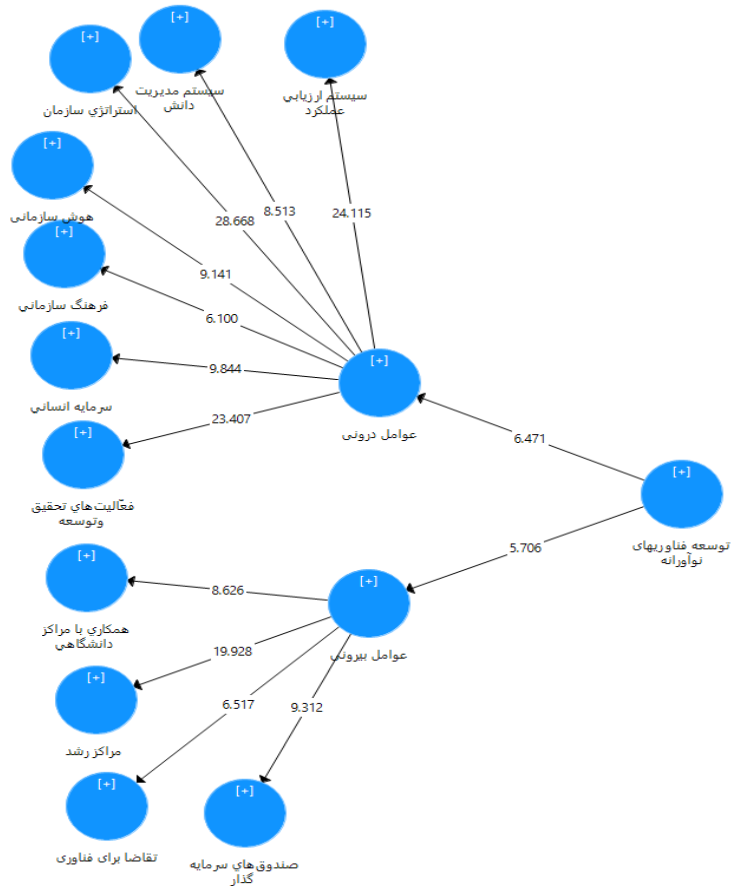 [+]
استراتژي سازمان
[+]
سیستم مدیریت
دانش
[+]
سیستم ارزیابي
عملکرد
[+]
هوش سازمانی
[+]
فرهنگ سازماني
[+]
سرمایه انساني
[+]
فعّالیت‌هاي تحقیق
وتوسعه
28.668
8.513
24.115
9.141
6.100
9.844
23.407
[+]
عوامل درونی
6.471
[+]
توسعه فناوریهای
نوآورانه
5.706
[+]
عوامل بیرونی
8.626
19.928
6.517
9.312
[+]
همکاري با مراکز
دانشگاهي
[+]
مراکز رشد
[+]
تقاضا برای فناوری
[+]
صندوق‌هاي سرمایه
گذار